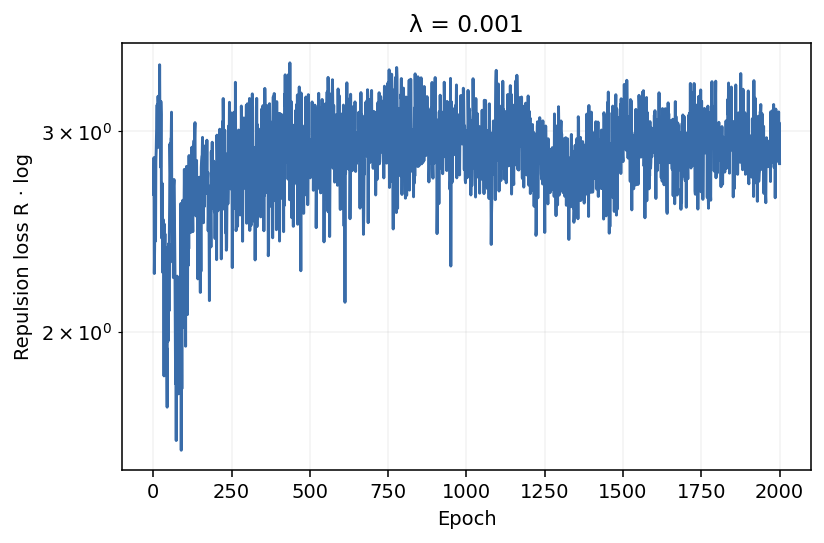 λ = 0.001
Repulsion loss R · log
3 × 10⁰
2 × 10⁰
0 250 500 750 1000 1250 1500 1750 2000
Epoch